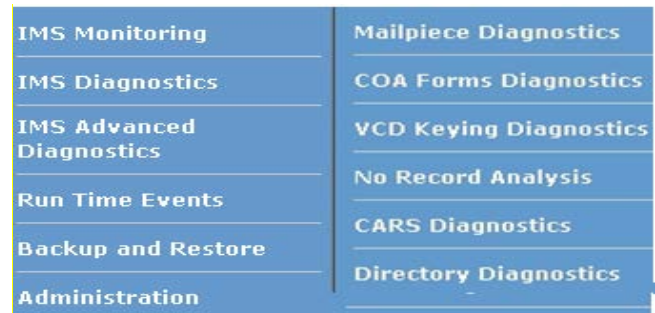 IMS Monitoring
IMS Diagnostics
IMS Advanced
Diagnostics
Run Time Events
Backup and Restore
Administration
Mailpiece Diagnostics
COA Forms Diagnostics
VCD Keying Diagnostics
No Record Analysis
CARS Diagnostics
Directory Diagnostics